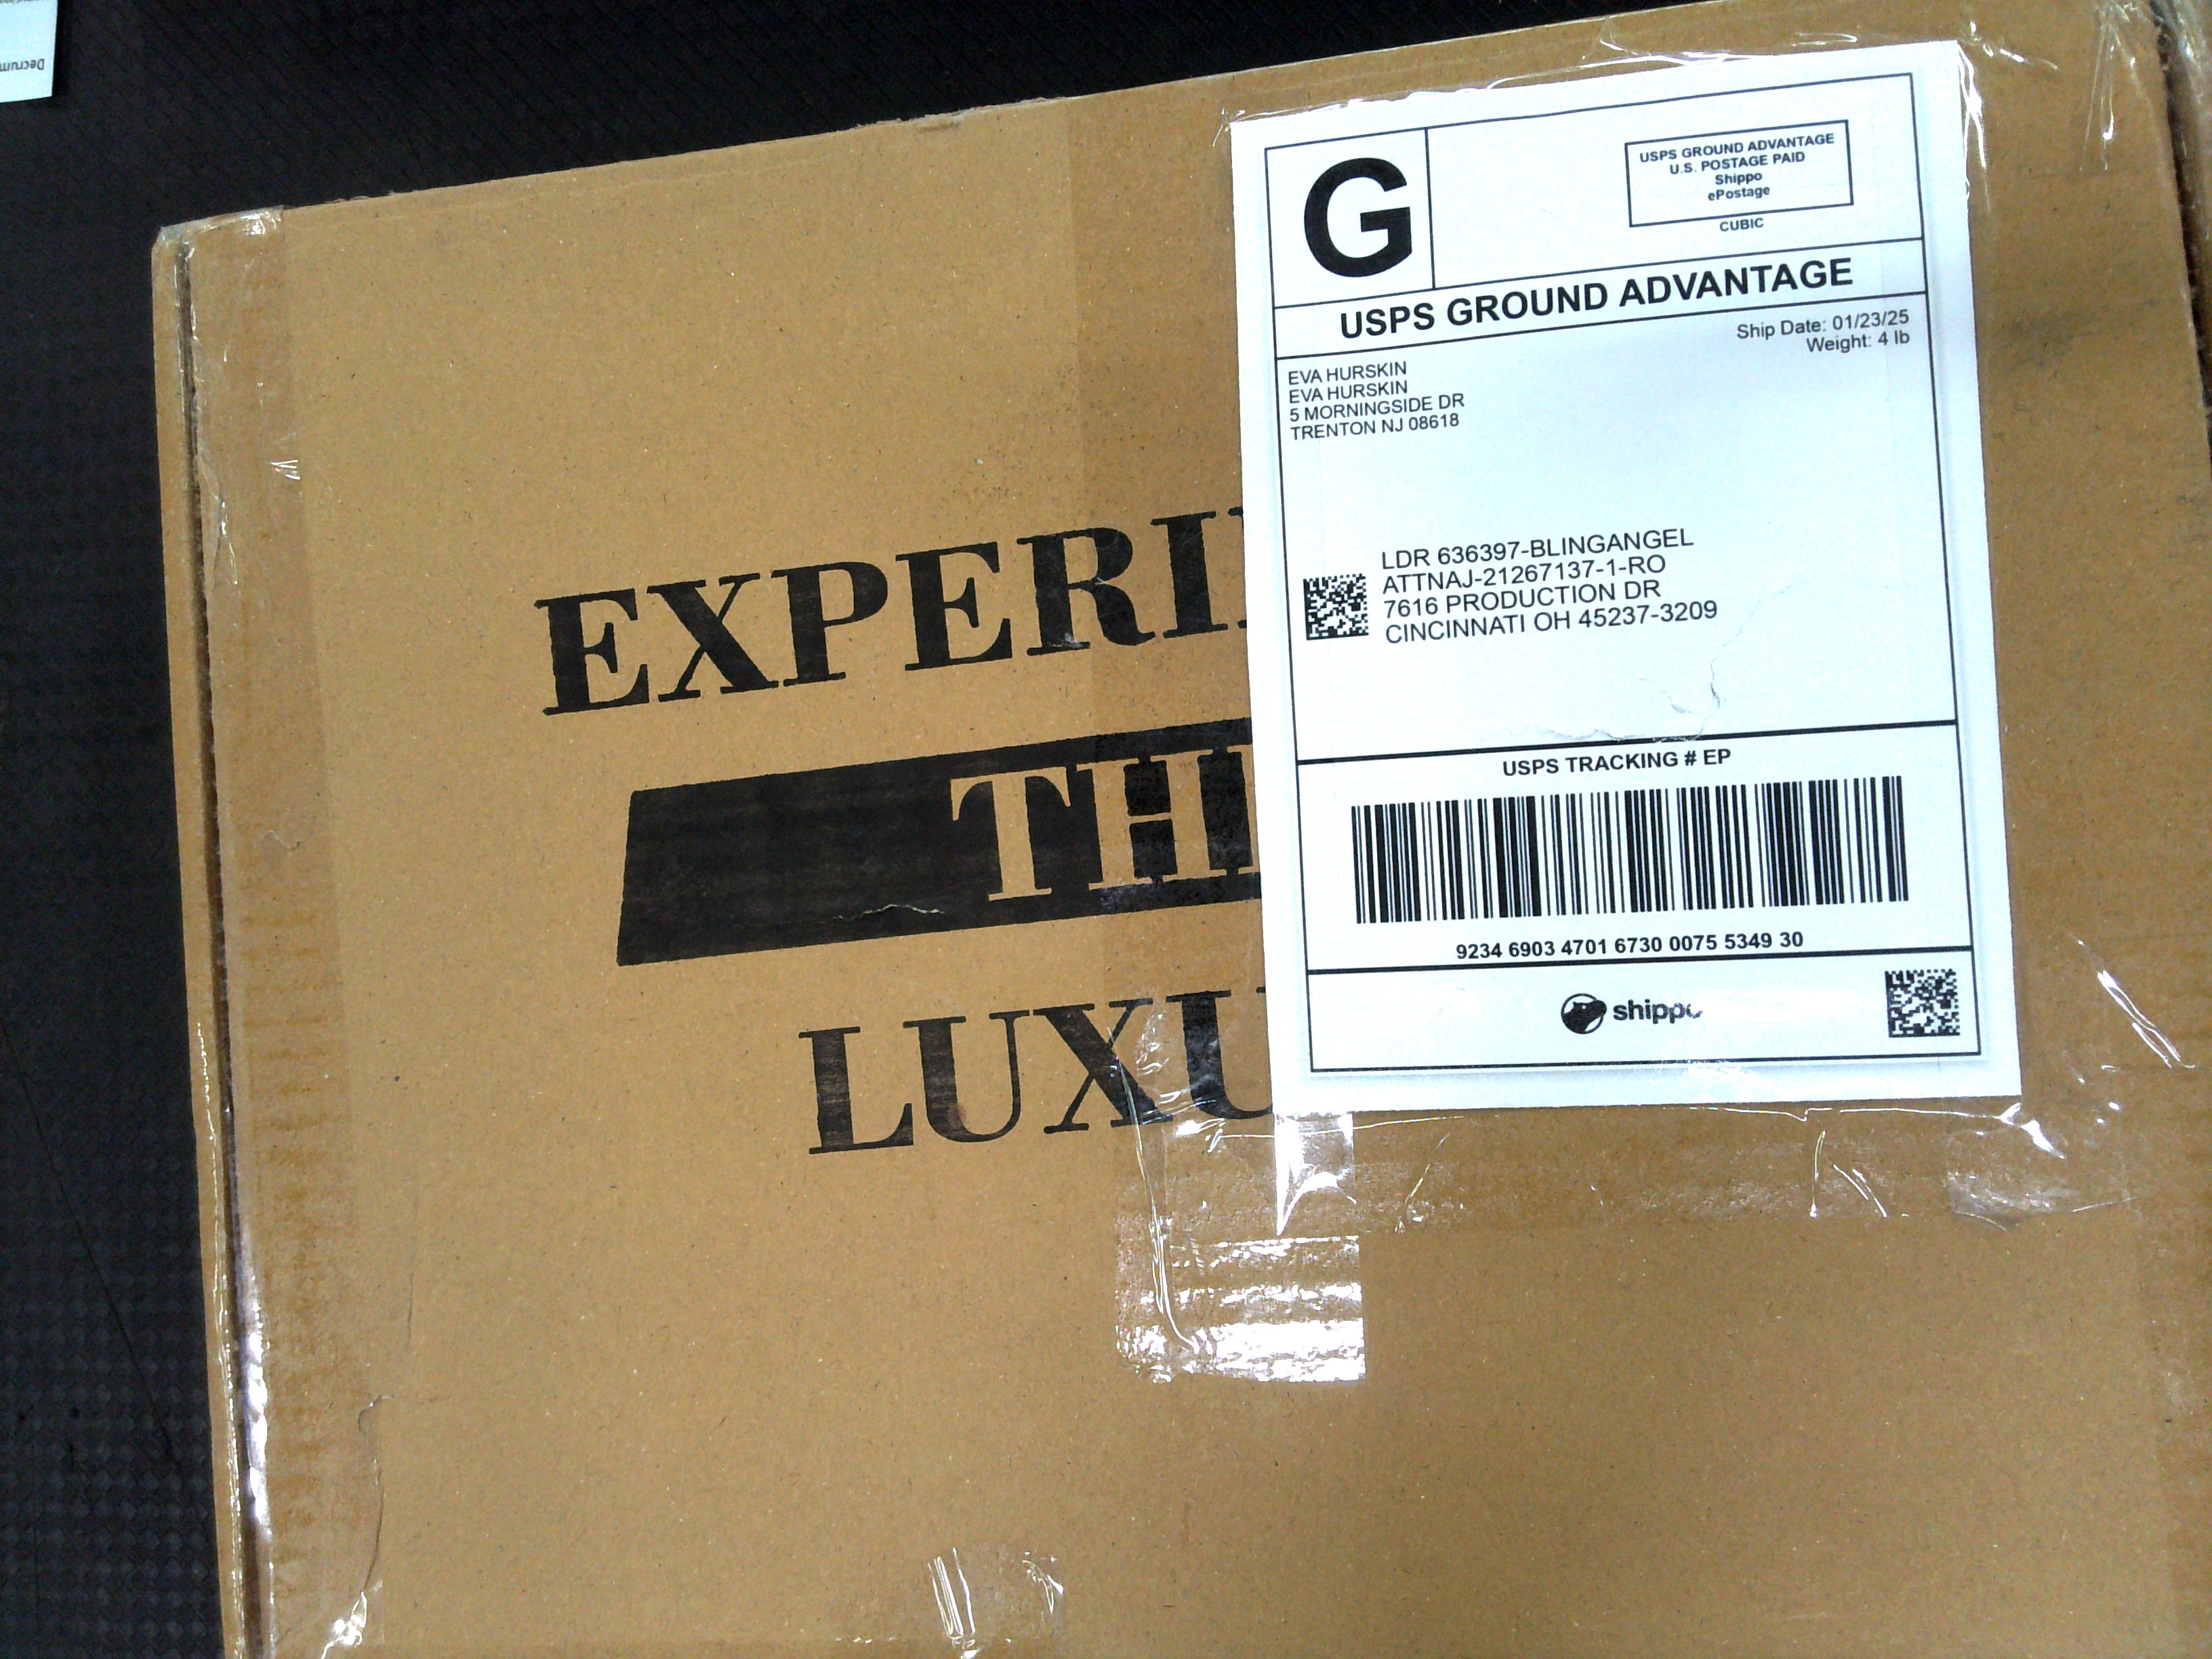 G
USPS GROUND ADVANTAGE
U.S. POSTAGE PAID
Shippo
ePostage
CUBIC
USPS GROUND ADVANTAGE
Ship Date: 01/23/25
Weight: 4 lb
EVA HURSKIN
EVA HURSKIN
5 MORNINGSIDE DR
TRENTON NJ 08618
LDR 636397-BLINGANGEL
ATTNAJ-21267137-1-RO
7616 PRODUCTION DR
CINCINNATI OH 45237-3209
USPS TRACKING # EP
9234 6903 4701 6730 0075 5349 30
shippo
EXPERI
TH
LUXU